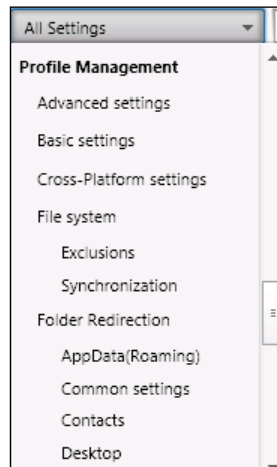 All Settings
Profile Management
Advanced settings
Basic settings
Cross-Platform settings
File system
Exclusions
Synchronization
Folder Redirection
AppData(Roaming)
Common settings
Contacts
Desktop